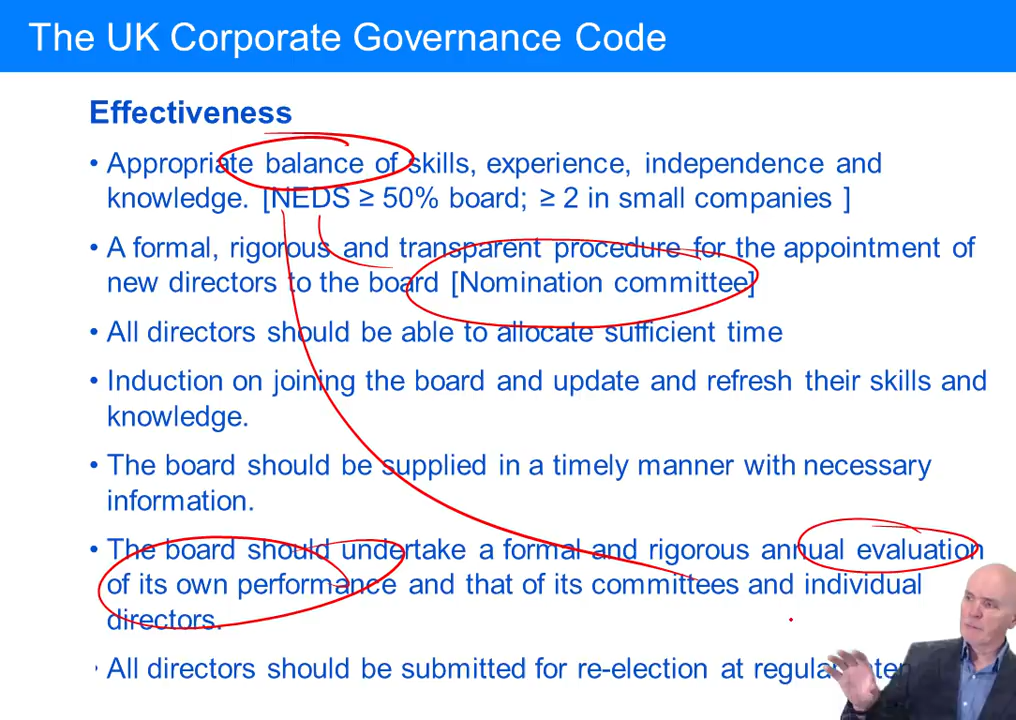 The UK Corporate Governance Code
Effectiveness
• Appropriate balance of skills, experience, independence and
knowledge. [NEDS ≥ 50% board; ≥ 2 in small companies ]
• A formal, rigorous and transparent procedure for the appointment of
new directors to the board [Nomination committee]
• All directors should be able to allocate sufficient time
• Induction on joining the board and update and refresh their skills and
knowledge.
• The board should be supplied in a timely manner with necessary
information.
• The board should undertake a formal and rigorous annual evaluation
of its own performance and that of its committees and individual
directors.
• All directors should be submitted for re-election at regular